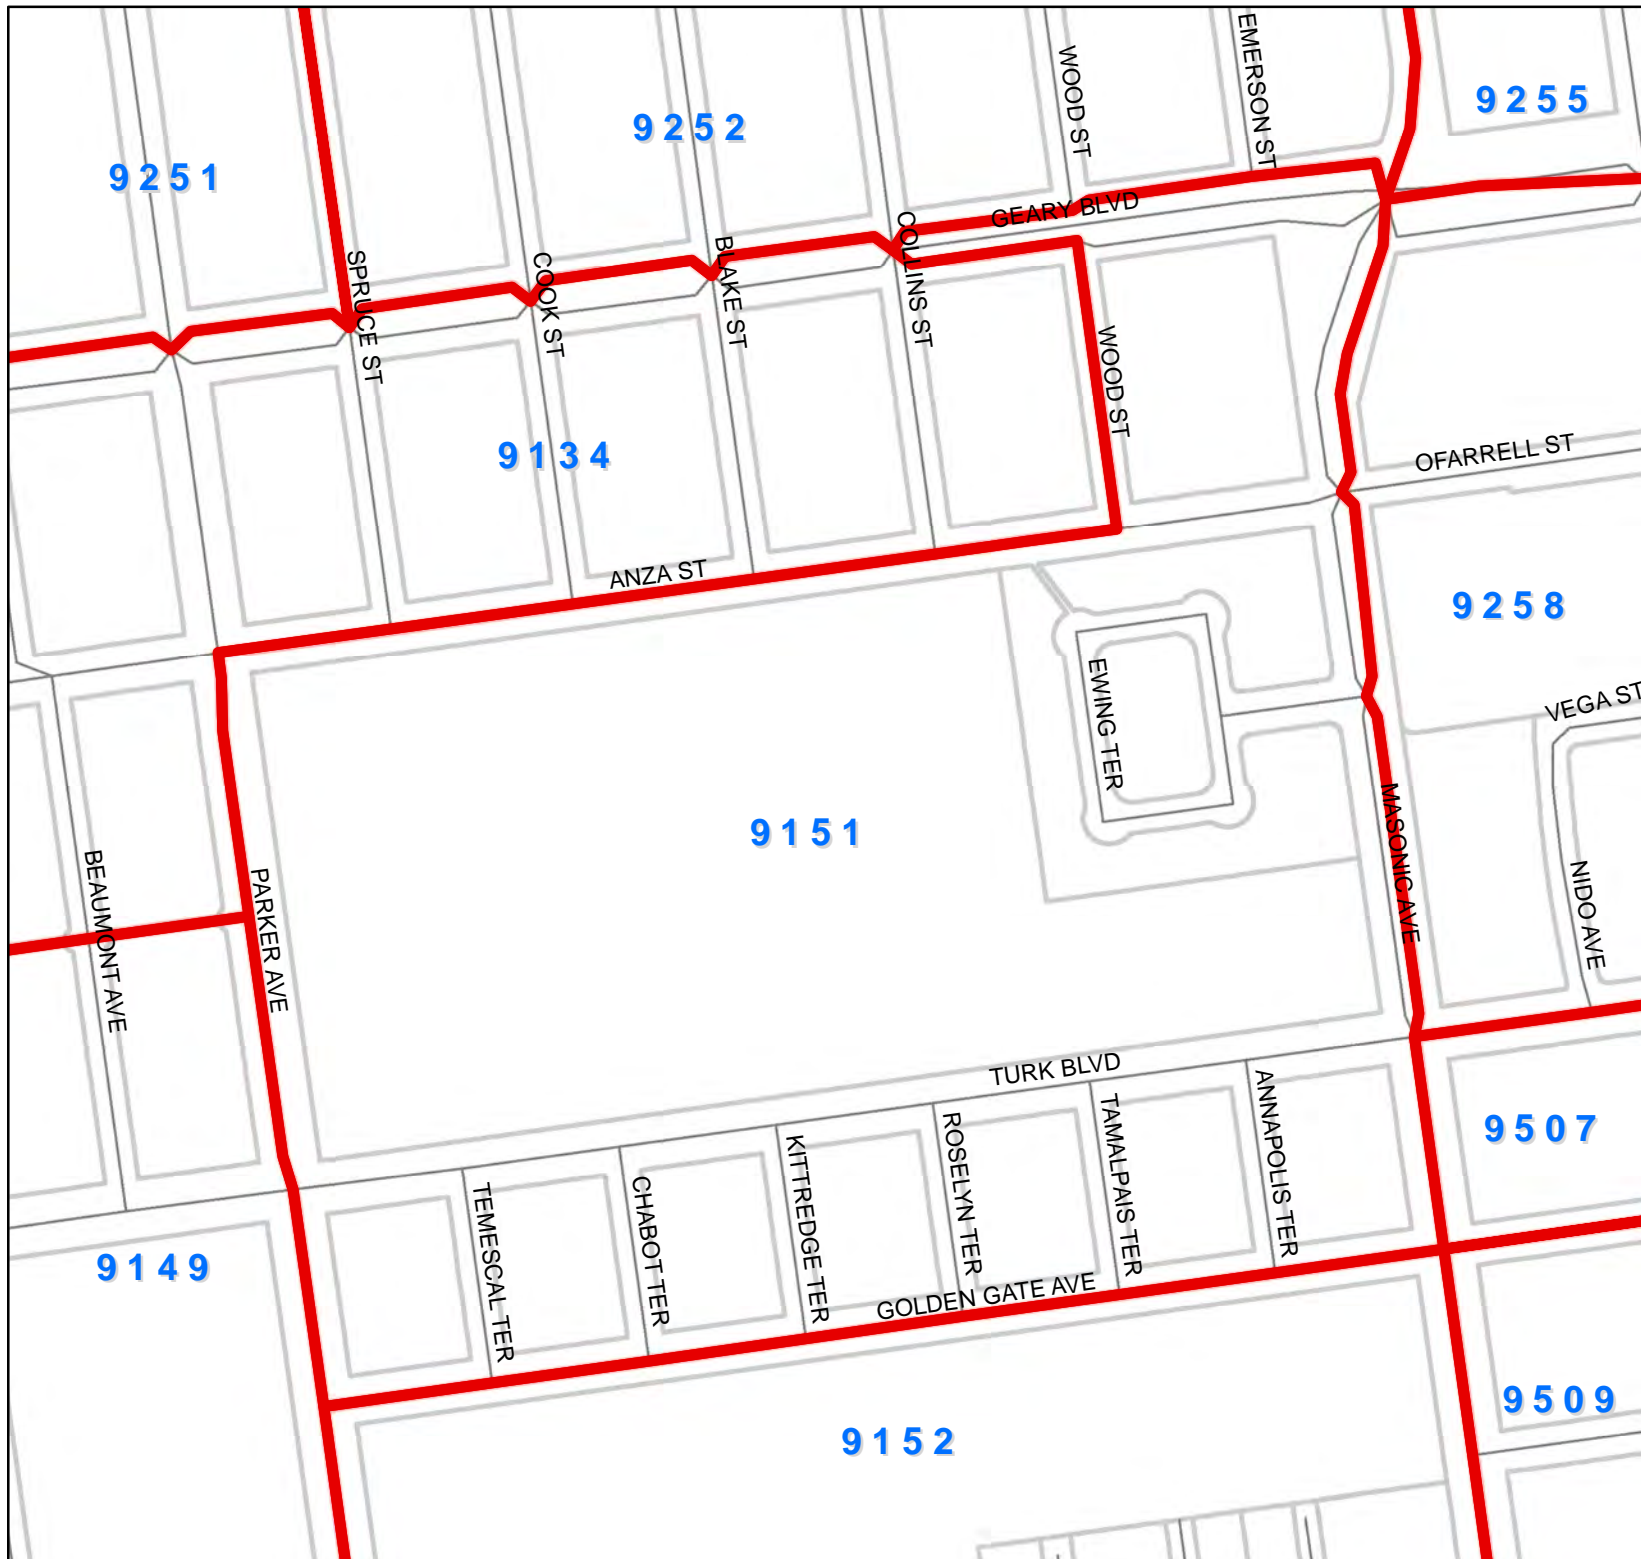 EMERSON ST
WOOD ST
9255
9252
9251
GEARY BLVD
COLLINS ST
BLAKE ST
COOK ST
SPRUCE ST
WOOD ST
9134
OFARRELL ST
ANZA ST
9258
EWING TER
VEGA ST
MASONIC AVE
9151
BEAUMONT AVE
PARKER AVE
NIDO AVE
TURK BLVD
ANNAPOLIS TER
TAMALPAIS TER
ROSELYN TER
KITTREDGE TER
CHABOT TER
TEMESCAL TER
9507
9149
GOLDEN GATE AVE
9509
9152